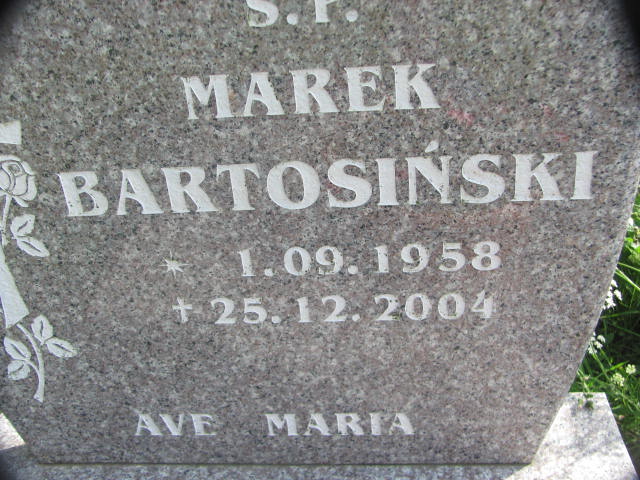 Ś.P.
MAREK
BARTOSIŃSKI
* 1.09.1958
✝ 25.12.2004
AVE MARIA